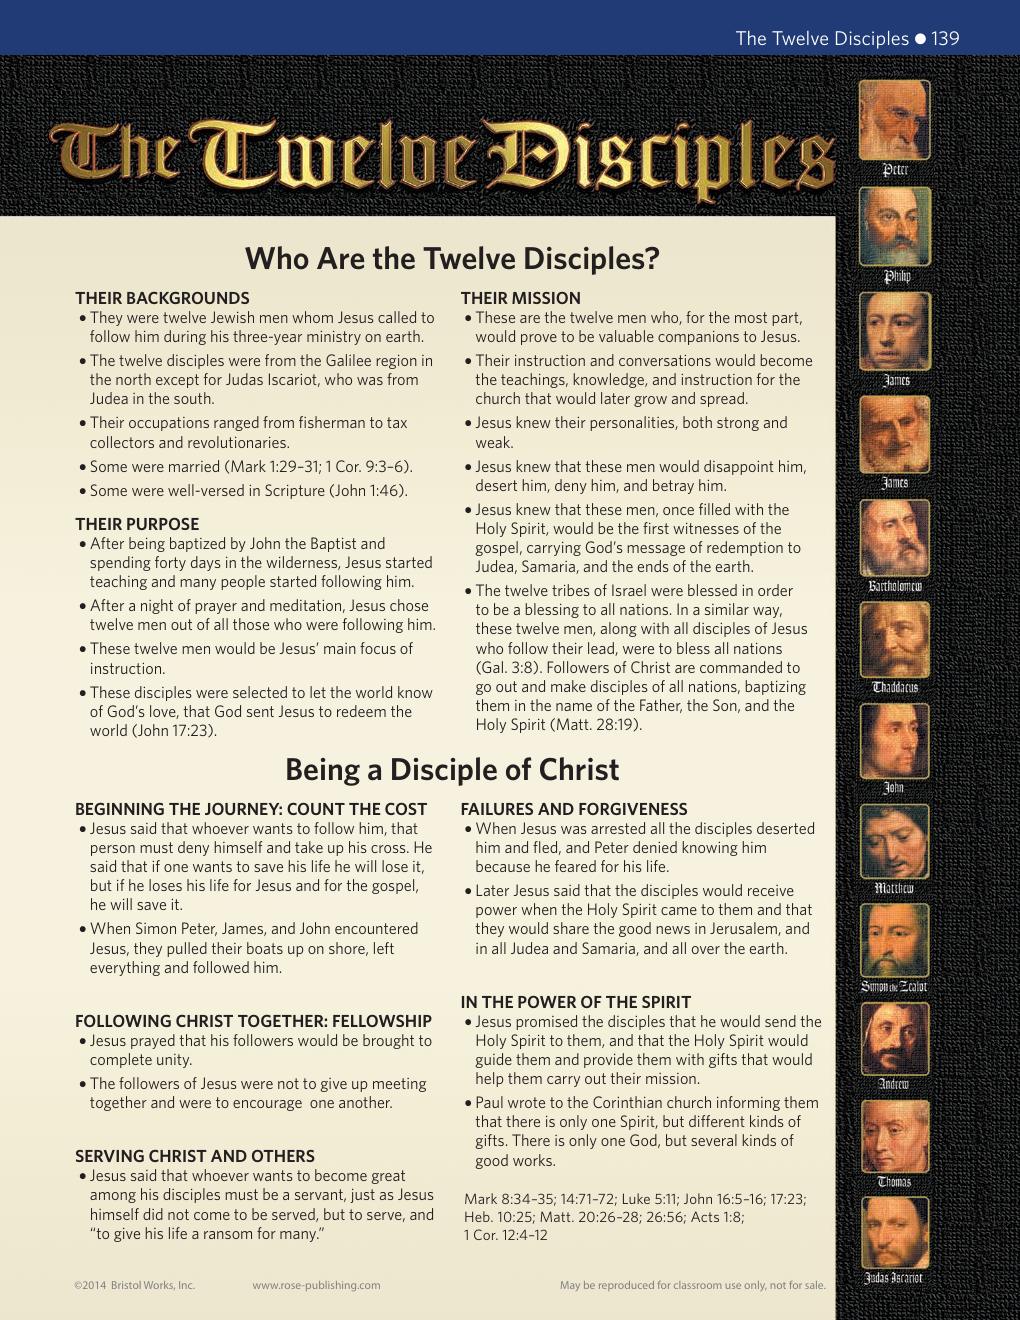 The Twelve Disciples ● 139
The Twelve Disciples
Who Are the Twelve Disciples?
THEIR BACKGROUNDS
• They were twelve Jewish men whom Jesus called to
follow him during his three-year ministry on earth.
• The twelve disciples were from the Galilee region in
the north except for Judas Iscariot, who was from
Judea in the south.
• Their occupations ranged from fisherman to tax
collectors and revolutionaries.
• Some were married (Mark 1:29–31; 1 Cor. 9:3–6).
• Some were well-versed in Scripture (John 1:46).
THEIR PURPOSE
• After being baptized by John the Baptist and
spending forty days in the wilderness, Jesus started
teaching and many people started following him.
• After a night of prayer and meditation, Jesus chose
twelve men out of all those who were following him.
• These twelve men would be Jesus’ main focus of
instruction.
• These disciples were selected to let the world know
of God’s love, that God sent Jesus to redeem the
world (John 17:23).
THEIR MISSION
• These are the twelve men who, for the most part,
would prove to be valuable companions to Jesus.
• Their instruction and conversations would become
the teachings, knowledge, and instruction for the
church that would later grow and spread.
• Jesus knew their personalities, both strong and
weak.
• Jesus knew that these men would disappoint him,
desert him, deny him, and betray him.
• Jesus knew that these men, once filled with the
Holy Spirit, would be the first witnesses of the
gospel, carrying God’s message of redemption to
Judea, Samaria, and the ends of the earth.
• The twelve tribes of Israel were blessed in order
to be a blessing to all nations. In a similar way,
these twelve men, along with all disciples of Jesus
who follow their lead, were to bless all nations
(Gal. 3:8). Followers of Christ are commanded to
go out and make disciples of all nations, baptizing
them in the name of the Father, the Son, and the
Holy Spirit (Matt. 28:19).
Being a Disciple of Christ
BEGINNING THE JOURNEY: COUNT THE COST
• Jesus said that whoever wants to follow him, that
person must deny himself and take up his cross. He
said that if one wants to save his life he will lose it,
but if he loses his life for Jesus and for the gospel,
he will save it.
• When Simon Peter, James, and John encountered
Jesus, they pulled their boats up on shore, left
everything and followed him.
FOLLOWING CHRIST TOGETHER: FELLOWSHIP
• Jesus prayed that his followers would be brought to
complete unity.
• The followers of Jesus were not to give up meeting
together and were to encourage one another.
SERVING CHRIST AND OTHERS
• Jesus said that whoever wants to become great
among his disciples must be a servant, just as Jesus
himself did not come to be served, but to serve, and
“to give his life a ransom for many.”
FAILURES AND FORGIVENESS
• When Jesus was arrested all the disciples deserted
him and fled, and Peter denied knowing him
because he feared for his life.
• Later Jesus said that the disciples would receive
power when the Holy Spirit came to them and that
they would share the good news in Jerusalem, and
in all Judea and Samaria, and all over the earth.
IN THE POWER OF THE SPIRIT
• Jesus promised the disciples that he would send the
Holy Spirit to them, and that the Holy Spirit would
guide them and provide them with gifts that would
help them carry out their mission.
• Paul wrote to the Corinthian church informing them
that there is only one Spirit, but different kinds of
gifts. There is only one God, but several kinds of
good works.
Mark 8:34–35; 14:71–72; Luke 5:11; John 16:5–16; 17:23;
Heb. 10:25; Matt. 20:26–28; 26:56; Acts 1:8;
1 Cor. 12:4–12
Peter
Philip
James
James
Bartholomew
Thaddaeus
John
Matthew
Simon the Zealot
Andrew
Thomas
Judas Iscariot
©2014 Bristol Works, Inc.
www.rose-publishing.com
May be reproduced for classroom use only, not for sale.